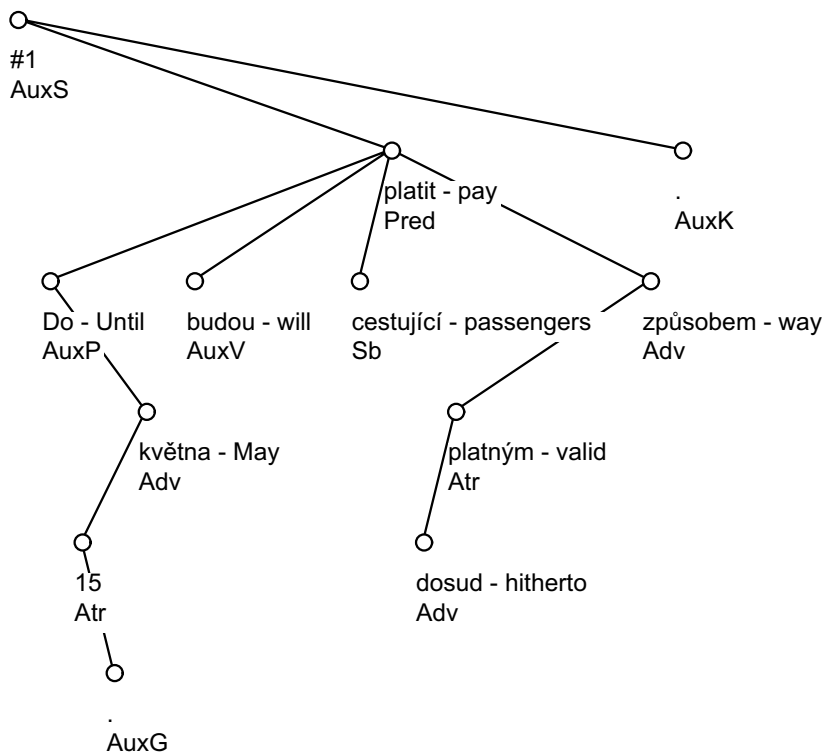 #1
AuxS
platit - pay
Pred
.
AuxK
Do - Until
AuxP
budou - will
AuxV
cestující - passengers
Sb
způsobem - way
Adv
května - May
Adv
platným - valid
Atr
15
Atr
dosud - hitherto
Adv
.
AuxG